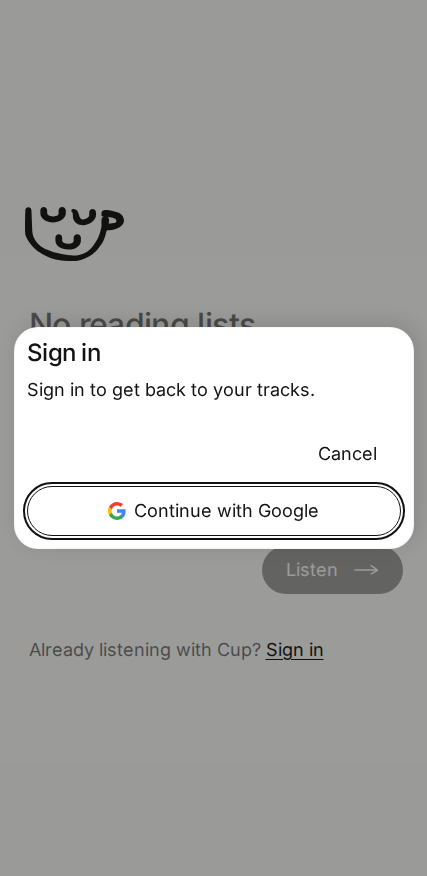 No reading lists
Sign in
Sign in to get back to your tracks.
Cancel
Continue with Google
Listen
Already listening with Cup? Sign in